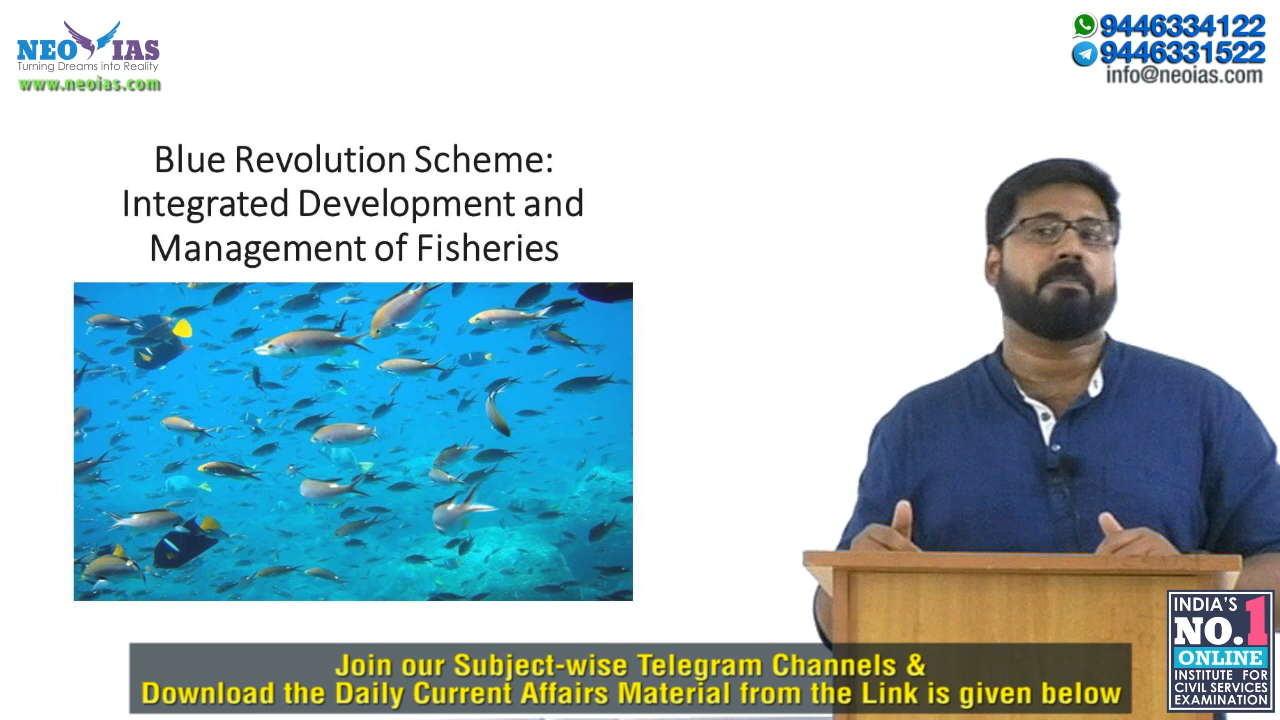 NEO IAS
Turning Dreams into Reality
www.neoias.com
9446334122
9446331522
info@neoias.com
Blue Revolution Scheme:
Integrated Development and
Management of Fisheries
Join our Subject-wise Telegram Channels &
Download the Daily Current Affairs Material from the Link is given below
INDIA'S
NO.1
ONLINE
INSTITUTE FOR
CIVIL SERVICES
EXAMINATION